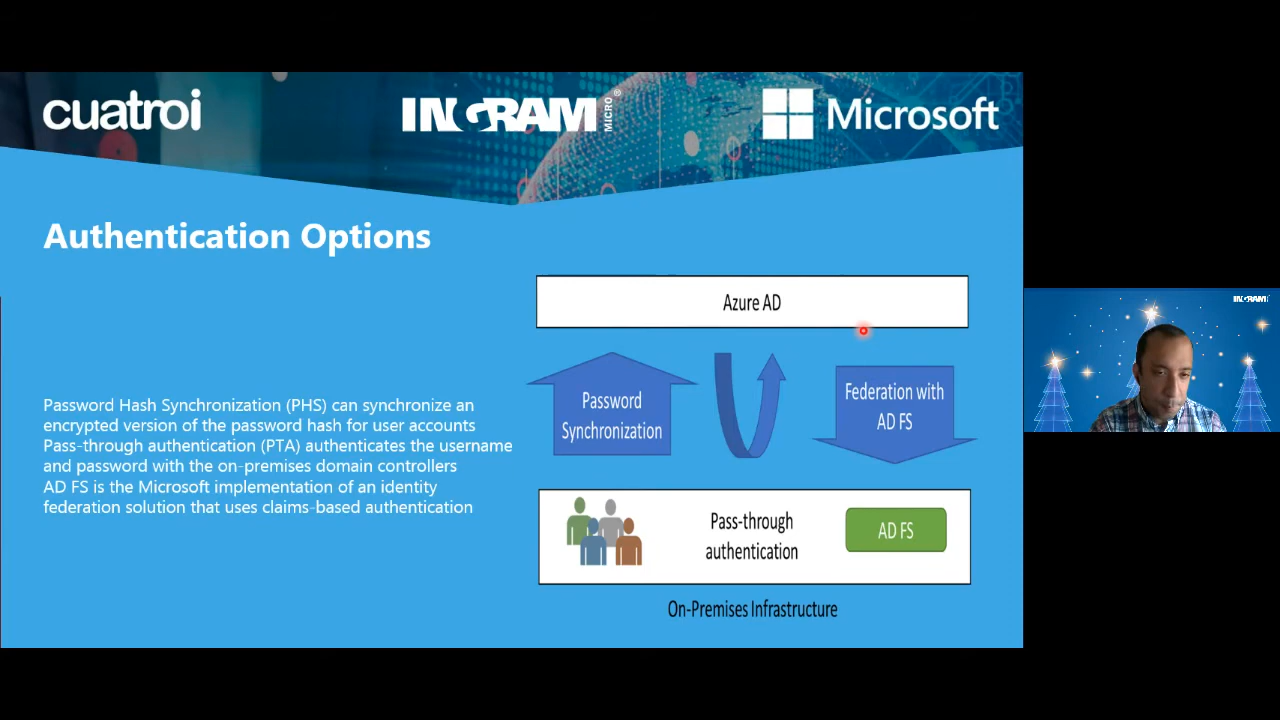 cuatroi
INGRAM MICRO®
Microsoft
Authentication Options
Azure AD
Password
Synchronization
Federation with
AD FS
Password Hash Synchronization (PHS) can synchronize an
encrypted version of the password hash for user accounts
Pass-through authentication (PTA) authenticates the username
and password with the on-premises domain controllers
AD FS is the Microsoft implementation of an identity
federation solution that uses claims-based authentication
Pass-through
authentication
AD FS
On-Premises Infrastructure
INGRAM